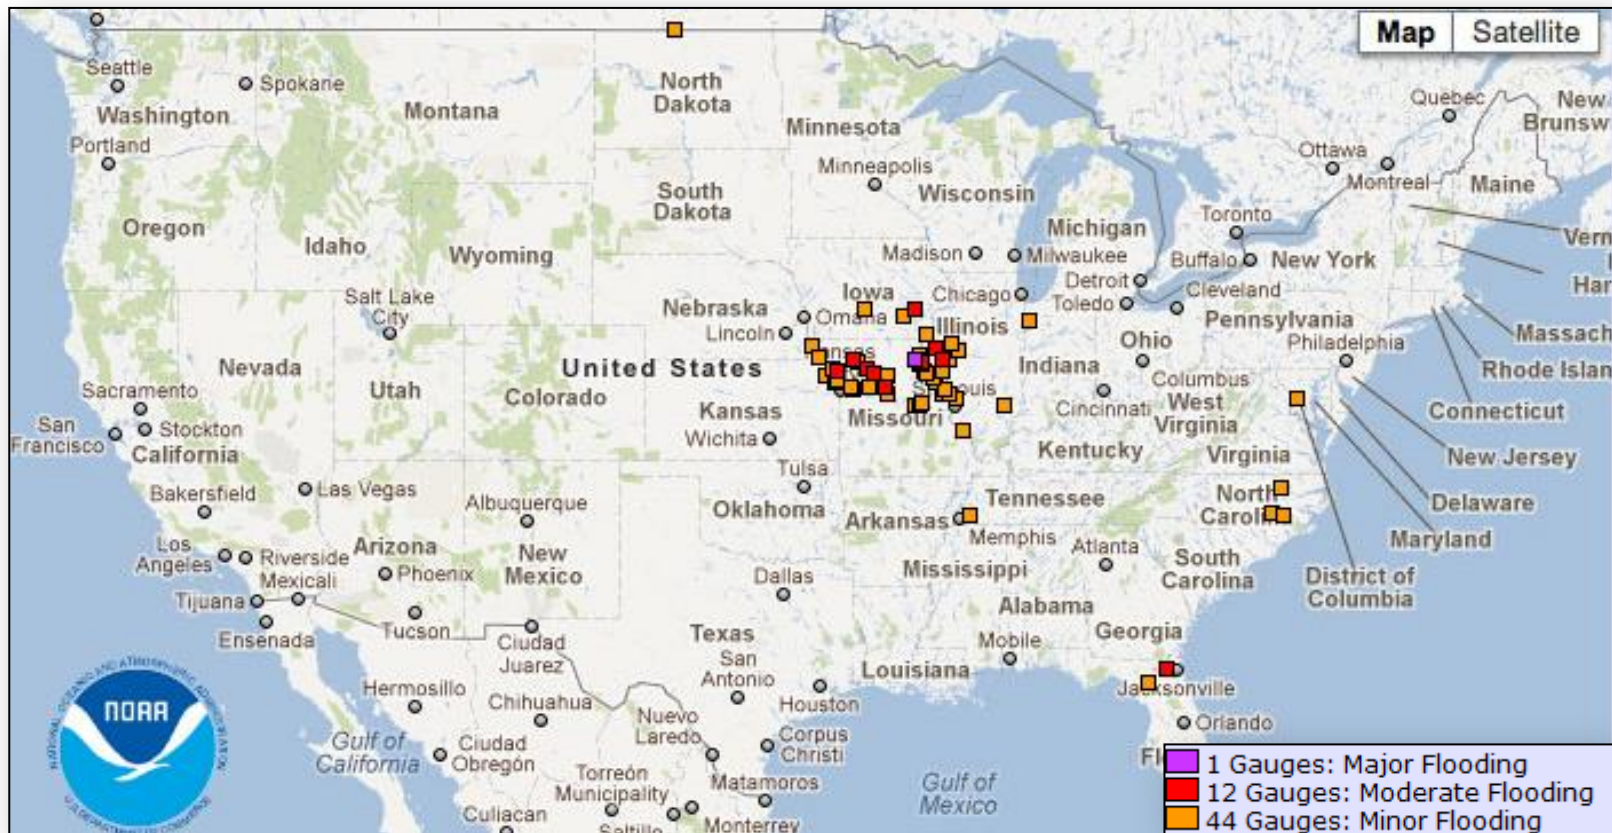 Map Satellite
Seattle
Spokane
Washington
Montana
North
Dakota
Minnesota
Quebec
New
Brunsw
Portland
Minneapolis
Ottawa
Montreal
Maine
South
Dakota
Wisconsin
Oregon
Idaho
Wyoming
Michigan
Toronto
Vern
Madison
Milwaukee
Buffalo
New York
Har
Salt Lake
City
Nebraska
Iowa
Chicago
Detroit
Toledo
Cleveland
Lincoln
Omaha
Illinois
Pennsylvania
Massach
Nevada
United States
Ohio
Philadelphia
Rhode Islan
Indiana
Sacramento
Utah
Colorado
Columbus
West
Virginia
Connecticut
San
Francisco
Stockton
California
Kansas
Missouri
Cincinnati
Wichita
Kentucky
Virginia
New Jersey
Bakersfield
Las Vegas
Albuquerque
Tulsa
Oklahoma
Arkansas
Tennessee
North
Delaware
Los
Angeles
Riverside
Mexicali
Arizona
Phoenix
New
Mexico
Memphis
Atlanta
South
Carolina
Maryland
Tijuana
Ensenada
Tucson
Ciudad
Juarez
Dallas
Mississippi
Alabama
District of
Columbia
Texas
Mobile
Georgia
San
Antonio
Louisiana
Hermosillo
Chihuahua
Houston
Jacksonville
NOAA
Gulf of
California
Ciudad
Obregón
Nuevo
Laredo
Corpus
Christi
Orlando
Torreón
Municipality
Matamoros
Gulf of
Mexico
Culiacan
Saltillo
Monterrey
1 Gauges: Major Flooding
12 Gauges: Moderate Flooding
44 Gauges: Minor Flooding